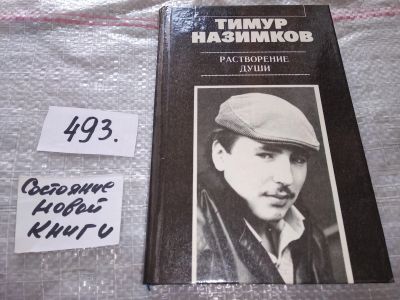 ТИМУР
НАЗИМКОВ
РАСТВОРЕНИЕ
ДУШИ
493.
Состояние
новой
КНИГИ